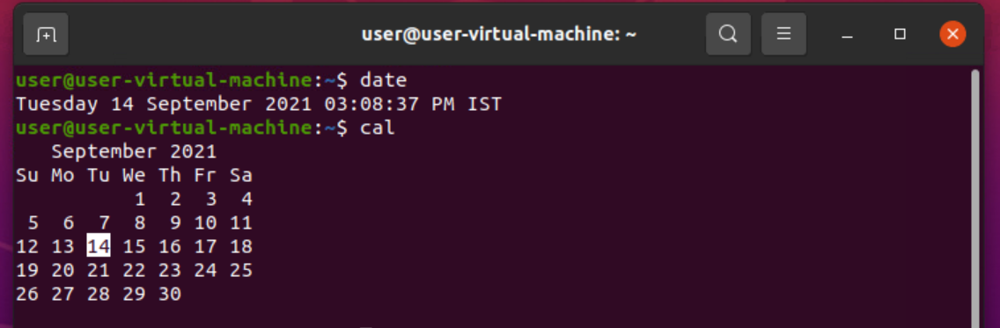 user@user-virtual-machine: ~
user@user-virtual-machine:~$ date
Tuesday 14 September 2021 03:08:37 PM IST
user@user-virtual-machine:~$ cal
   September 2021
Su Mo Tu We Th Fr Sa
          1  2  3  4
 5  6  7  8  9 10 11
12 13 14 15 16 17 18
19 20 21 22 23 24 25
26 27 28 29 30